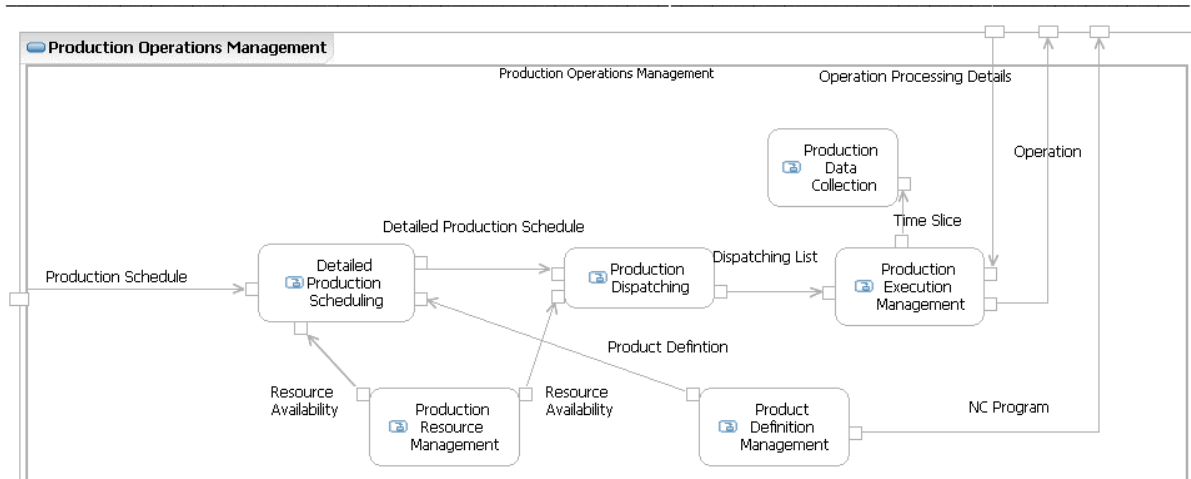 Production Operations Management
Production Operations Management
Operation Processing Details
Production
Data
Collection
Operation
Time Slice
Detailed Production Schedule
Production Schedule
Detailed
Production
Scheduling
Production
Dispatching
Dispatching List
Production
Execution
Management
Product Defintion
Resource
Availability
Production
Resource
Management
Resource
Availability
Product
Definition
Management
NC Program